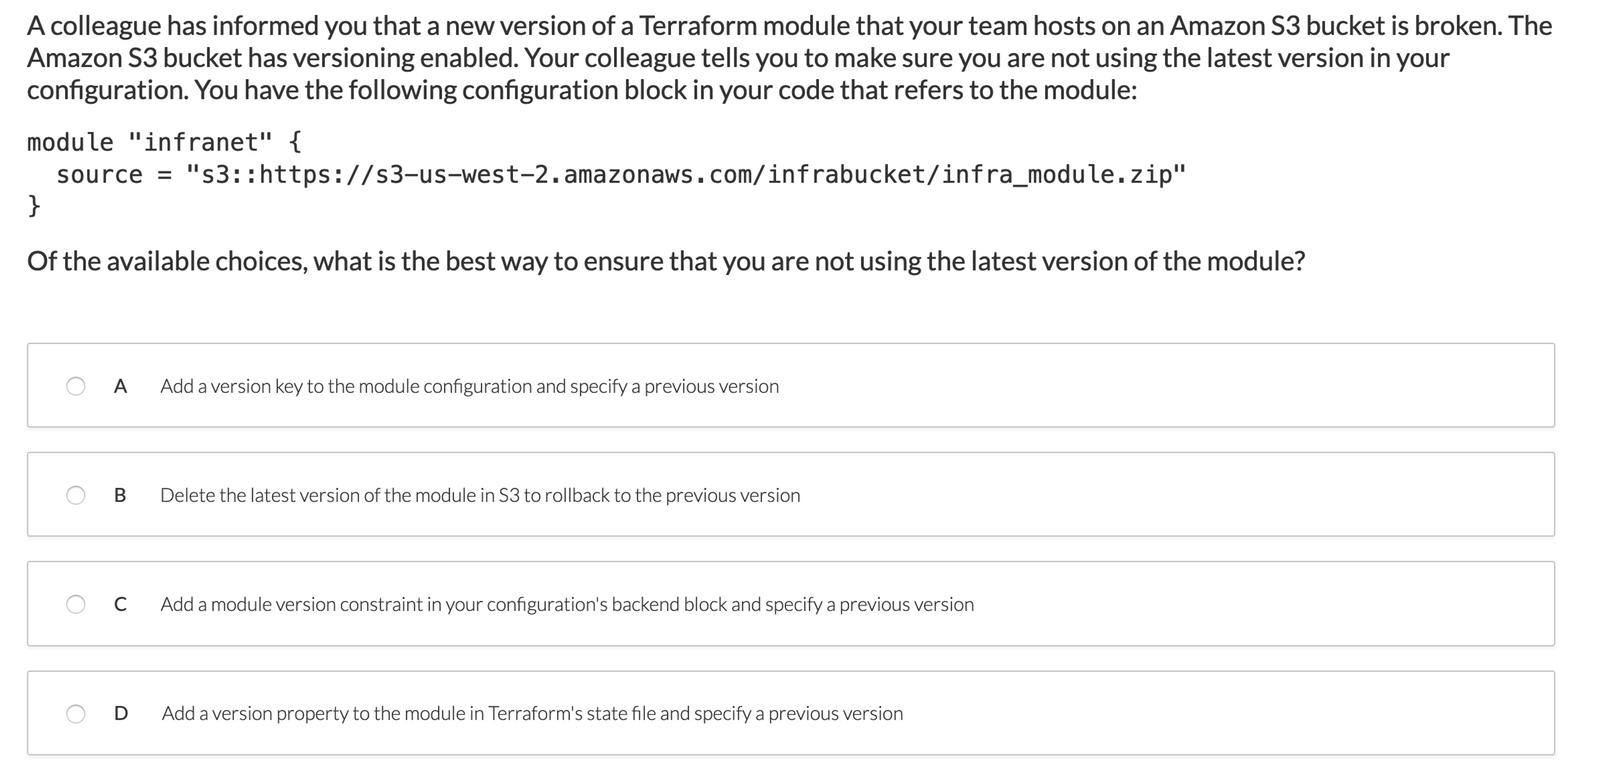 A colleague has informed you that a new version of a Terraform module that your team hosts on an Amazon S3 bucket is broken. The
Amazon S3 bucket has versioning enabled. Your colleague tells you to make sure you are not using the latest version in your
configuration. You have the following configuration block in your code that refers to the module:
module "infranet" {
  source = "s3::https://s3-us-west-2.amazonaws.com/infrabucket/infra_module.zip"
}
Of the available choices, what is the best way to ensure that you are not using the latest version of the module?
A Add a version key to the module configuration and specify a previous version
B Delete the latest version of the module in S3 to rollback to the previous version
C Add a module version constraint in your configuration's backend block and specify a previous version
D Add a version property to the module in Terraform's state file and specify a previous version